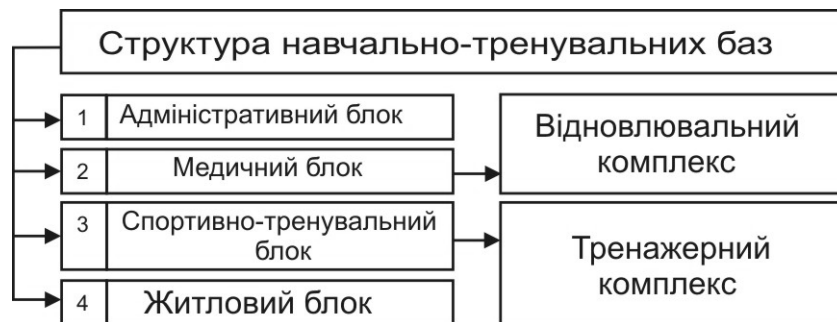 Структура навчально-тренувальних баз
1 Адміністративний блок
2 Медичний блок
3 Спортивно-тренувальний
блок
4 Житловий блок
Відновлювальний
комплекс
Тренажерний
комплекс